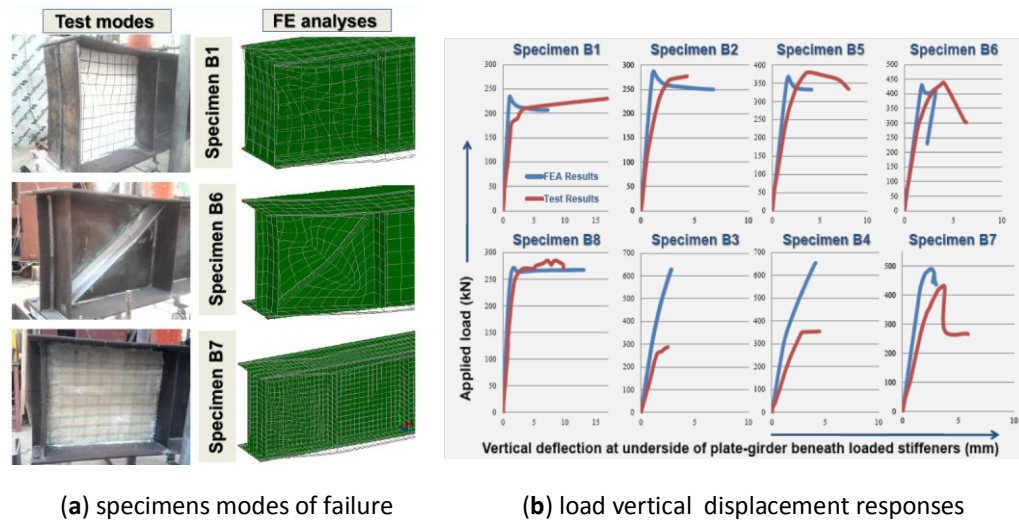 Test modes
FE analyses
Specimen B1
Specimen B6
Specimen B7
Specimen B1
Specimen B2
Specimen B5
Specimen B6
300
250
200
150
100
50
0
0 5 10 15
FEA Results
Test Results
400
350
300
250
200
150
100
50
0
0 5 10
400
350
300
250
200
150
100
50
0
0 5 10
500
450
400
350
300
250
200
150
100
50
0
0 5 10
Specimen B8
Specimen B3
Specimen B4
Specimen B7
300
250
200
150
100
50
0
0 5 10 15
700
600
500
400
300
200
100
0
0 5 10
700
600
500
400
300
200
100
0
0 5 10
500
400
300
200
100
0
0 5 10
Applied load (kN)
Vertical deflection at underside of plate-girder beneath loaded stiffeners (mm)
(a) specimens modes of failure
(b) load vertical displacement responses